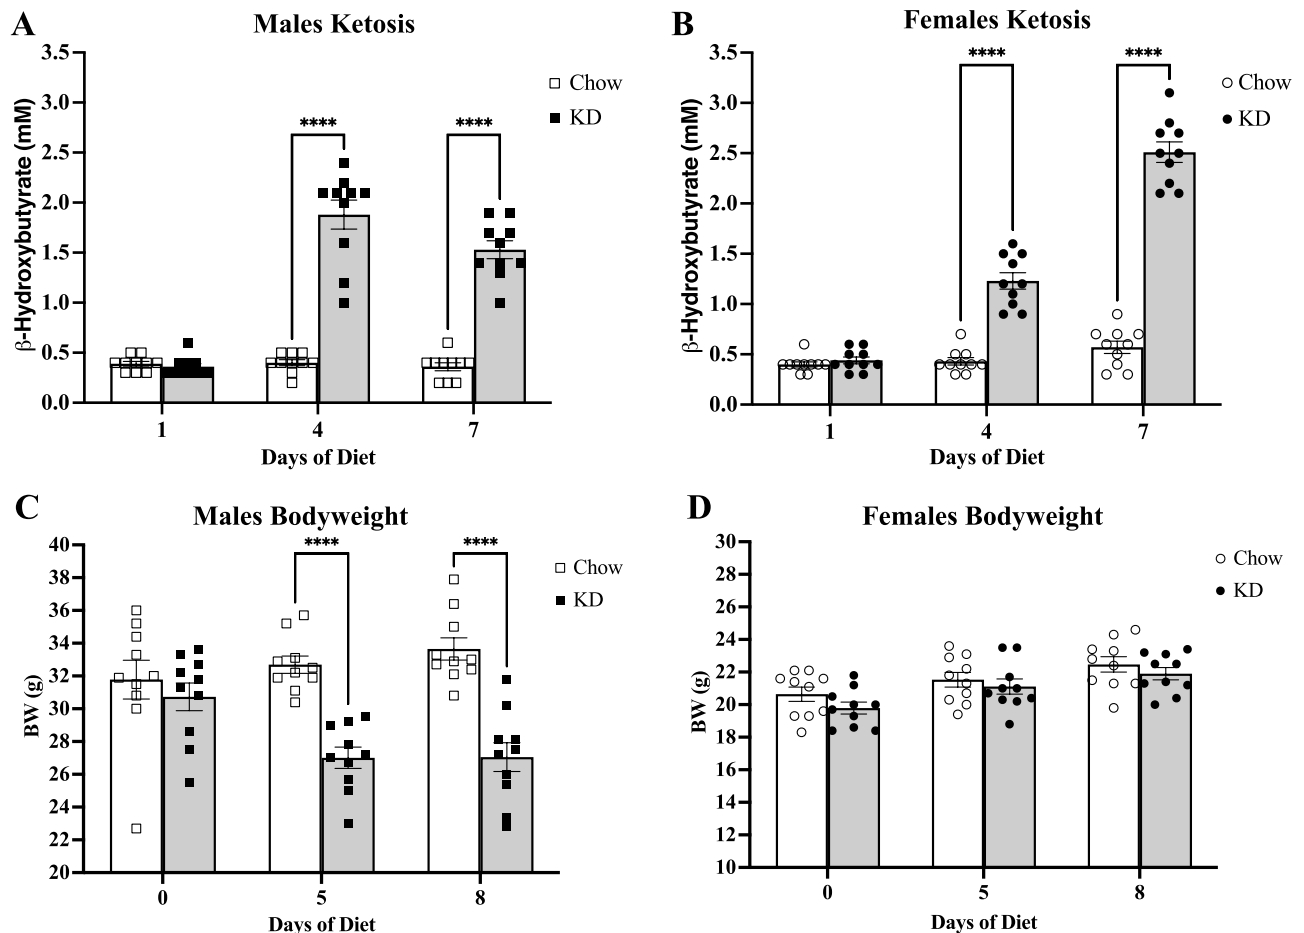 A
Males Ketosis
3.5
3.0
2.5
2.0
1.5
1.0
0.5
0.0
β-Hydroxybutyrate (mM)
****
****
Chow
KD
1
4
7
Days of Diet
B
Females Ketosis
3.5
3.0
2.5
2.0
1.5
1.0
0.5
0.0
β-Hydroxybutyrate (mM)
****
****
Chow
KD
1
4
7
Days of Diet
C
Males Bodyweight
40
38
36
34
32
30
28
26
24
22
20
BW (g)
****
****
Chow
KD
0
5
8
Days of Diet
D
Females Bodyweight
30
28
26
24
22
20
18
16
14
12
10
BW (g)
Chow
KD
0
5
8
Days of Diet